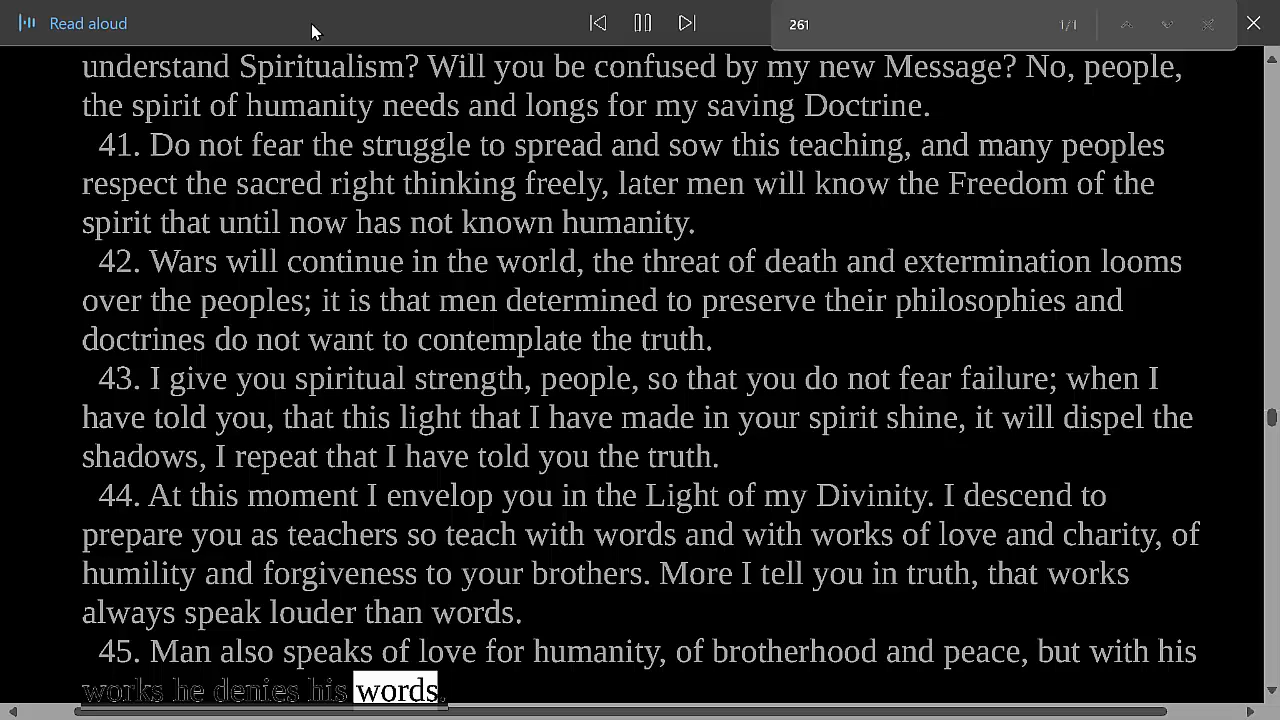 Read aloud
261
1/1
understand Spiritualism? Will you be confused by my new Message? No, people,
the spirit of humanity needs and longs for my saving Doctrine.
41. Do not fear the struggle to spread and sow this teaching, and many peoples
respect the sacred right thinking freely, later men will know the Freedom of the
spirit that until now has not known humanity.
42. Wars will continue in the world, the threat of death and extermination looms
over the peoples; it is that men determined to preserve their philosophies and
doctrines do not want to contemplate the truth.
43. I give you spiritual strength, people, so that you do not fear failure; when I
have told you, that this light that I have made in your spirit shine, it will dispel the
shadows, I repeat that I have told you the truth.
44. At this moment I envelop you in the Light of my Divinity. I descend to
prepare you as teachers so teach with words and with works of love and charity, of
humility and forgiveness to your brothers. More I tell you in truth, that works
always speak louder than words.
45. Man also speaks of love for humanity, of brotherhood and peace, but with his
works he denies his words.